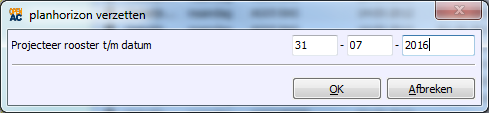 planhorizon verzetten
Projecteer rooster t/m datum 31 - 07 - 2016
OK Afbreken